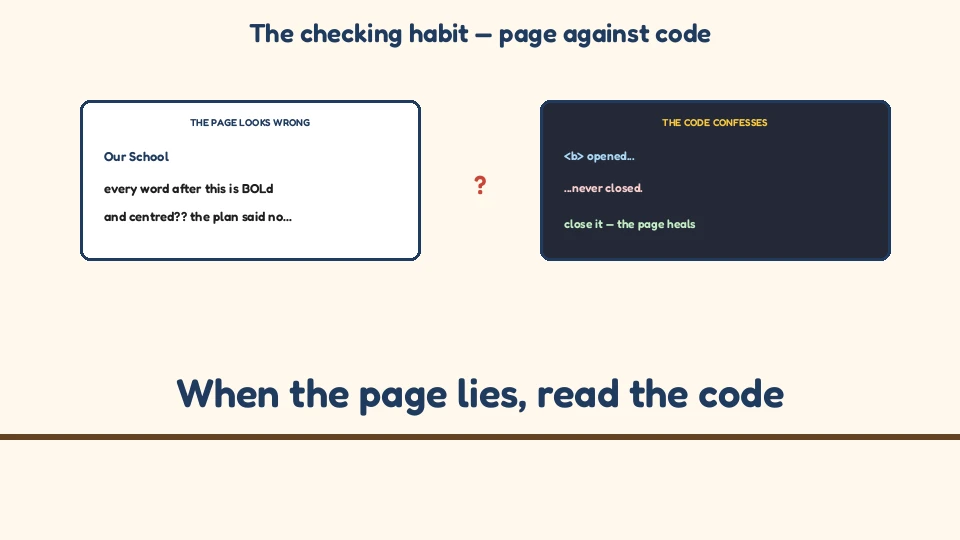 The checking habit — page against code
THE PAGE LOOKS WRONG
Our School
every word after this is BOLd
and centred?? the plan said no...
?
THE CODE CONFESSES
<b> opened...
...never closed.
close it — the page heals
When the page lies, read the code